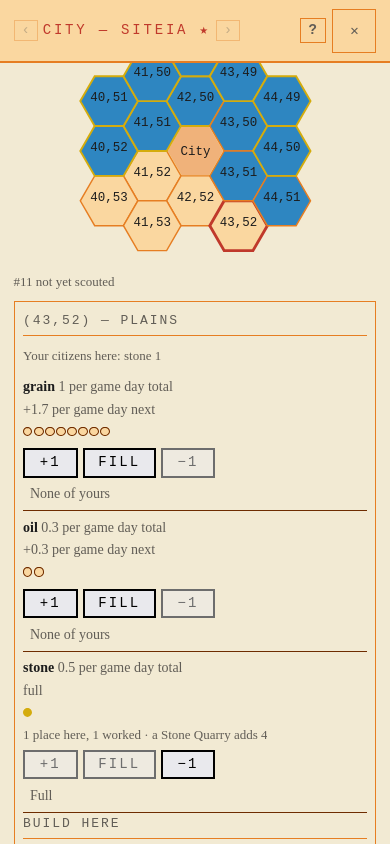 ‹ CITY — SITEIA ★ › ? ×
41,50 43,49
40,51 42,50 44,49
41,51 43,50
40,52 City 44,50
41,52 43,51
40,53 42,52 44,51
41,53 43,52
#11 not yet scouted
(43,52) — PLAINS
Your citizens here: stone 1
grain 1 per game day total
+1.7 per game day next
+1 FILL −1
None of yours
oil 0.3 per game day total
+0.3 per game day next
+1 FILL −1
None of yours
stone 0.5 per game day total
full
1 place here, 1 worked · a Stone Quarry adds 4
+1 FILL −1
Full
BUILD HERE